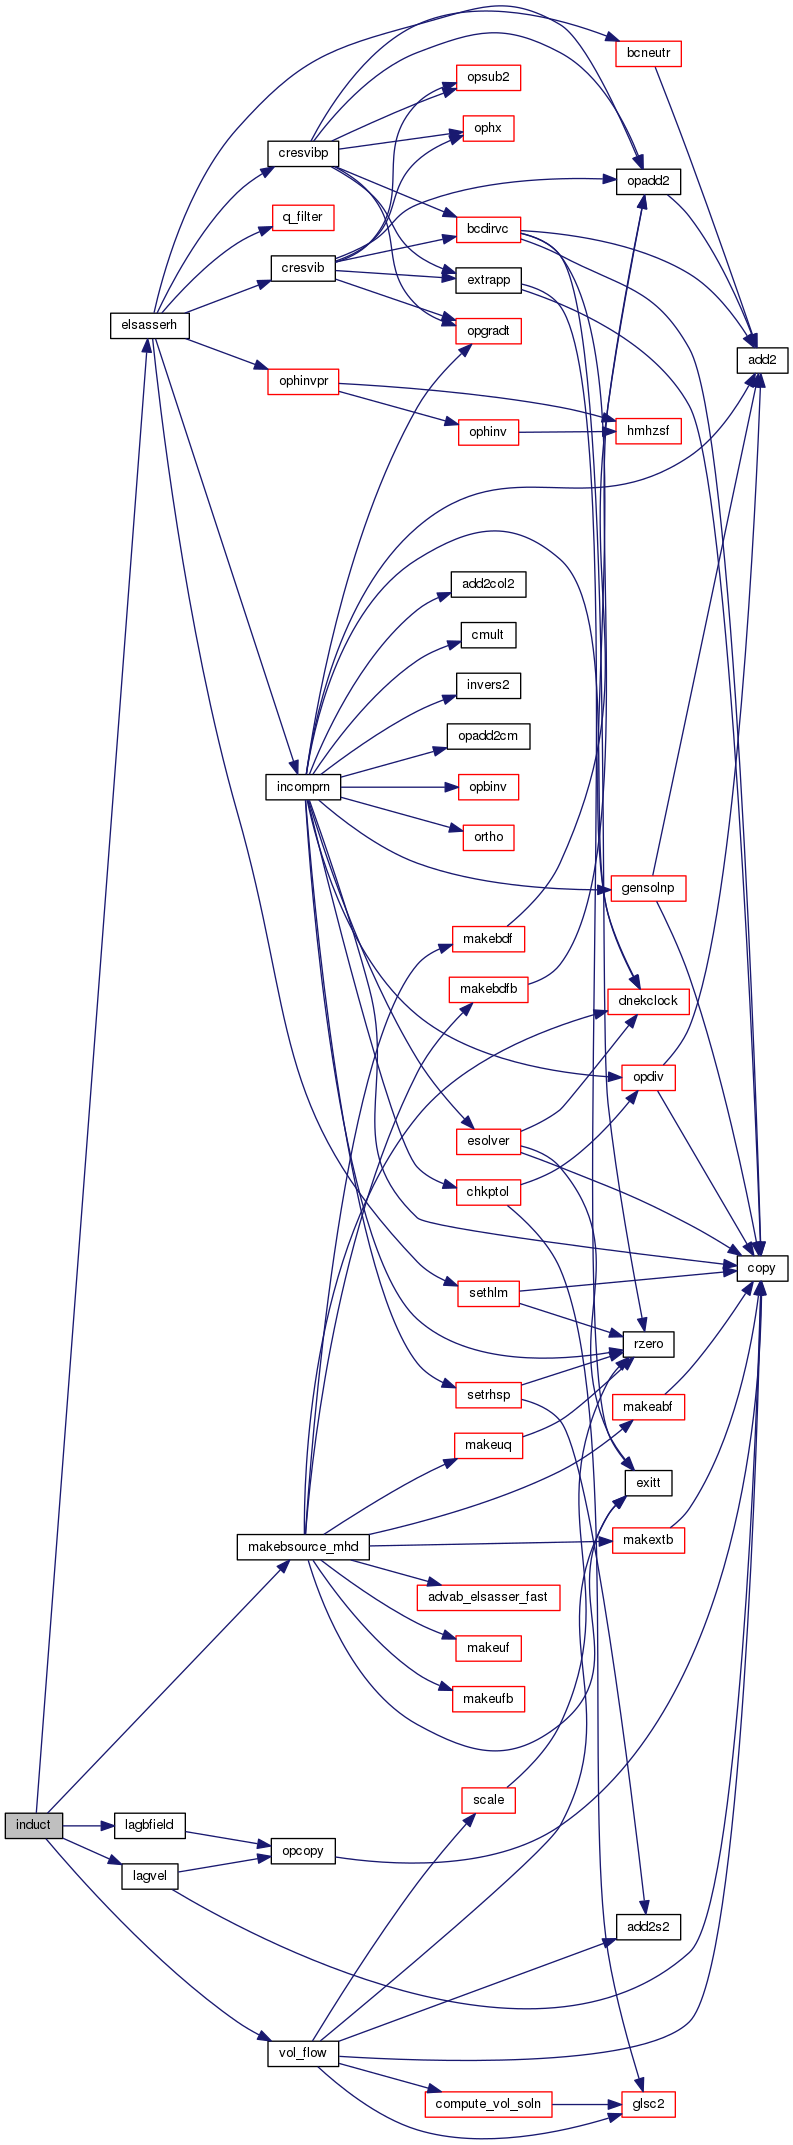 bcneutr
opsub2
ophx
cresvibp
opadd2
q_filter
bcdirvc
cresvib
extrapp
elsasserh
opgradt
add2
ophinvpr
ophinv
hmhzsf
add2col2
cmult
invers2
opadd2cm
incomprn
opbinv
ortho
gensolnp
makebdf
makebdfb
dnekclock
opdiv
esolver
chkptol
copy
sethlm
rzero
setrhsp
makeabf
makeuq
exitt
makextb
makebsource_mhd
advab_elsasser_fast
makeuf
makeufb
scale
induct
lagbfield
opcopy
lagvel
add2s2
vol_flow
compute_vol_soln
glsc2